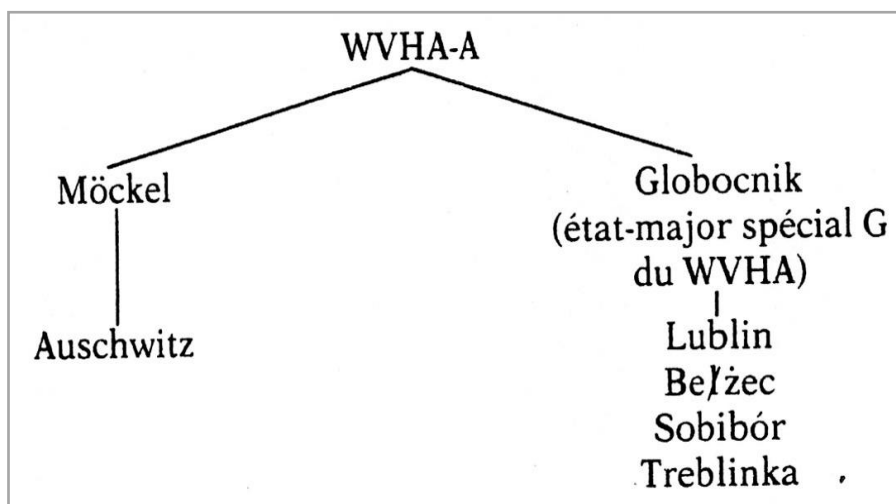 WVHA-A
Möckel
Auschwitz
Globocnik
(état-major spécial G
du WVHA)
Lublin
Bełżec
Sobibór
Treblinka